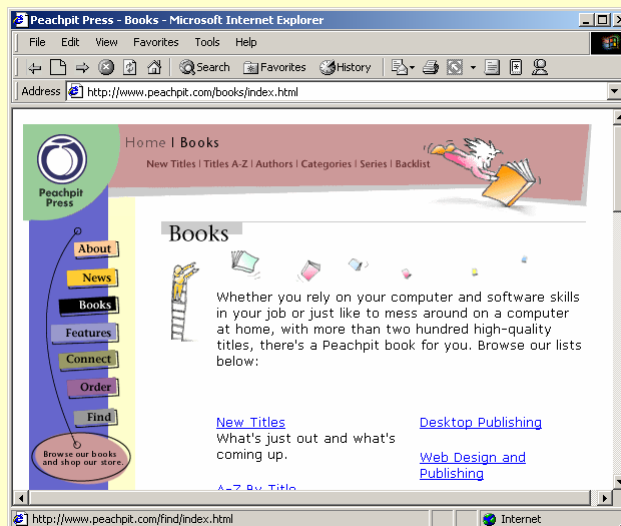 Peachpit Press - Books - Microsoft Internet Explorer
File Edit View Favorites Tools Help
Search Favorites History
Address http://www.peachpit.com/books/index.html
Home | Books
New Titles | Titles A-Z | Authors | Categories | Series | Backlist
Peachpit
Press
Books
About
News
Books
Features
Connect
Order
Find
Browse our books
and shop our store.
Whether you rely on your computer and software skills
in your job or just like to mess around on a computer
at home, with more than two hundred high-quality
titles, there's a Peachpit book for you. Browse our lists
below:
New Titles
What's just out and what's
coming up.
A-Z By Title
Desktop Publishing
Web Design and
Publishing
http://www.peachpit.com/find/index.html Internet